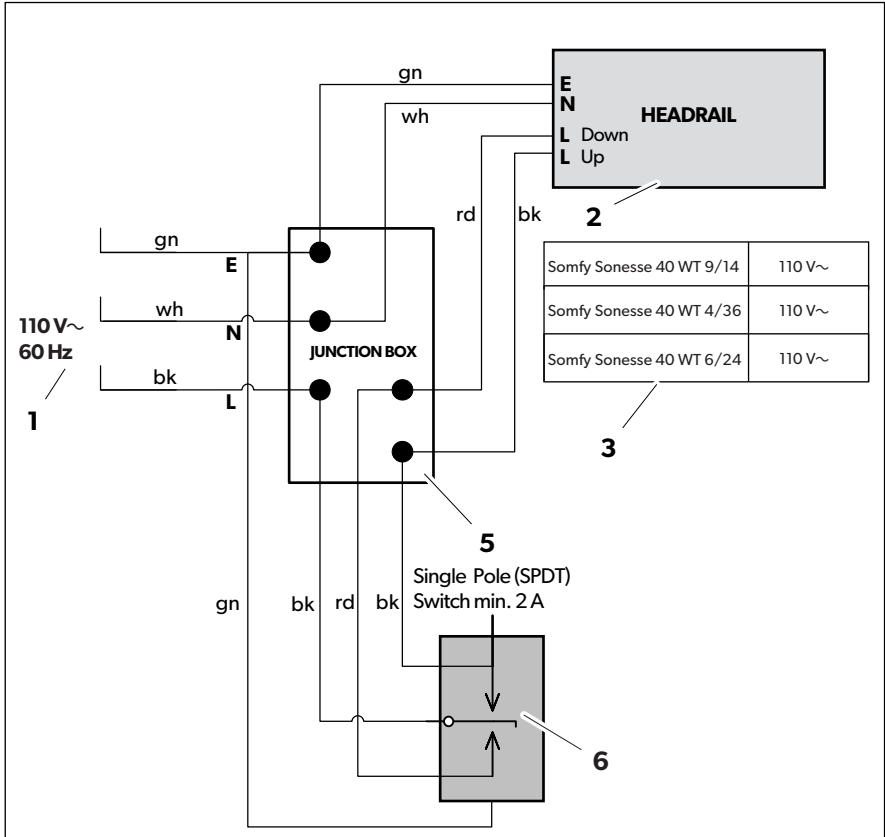 gn
E
N
wh
HEADRAIL
L Down
L Up
rd
bk
2
gn
E
Somfy Sonesse 40 WT 9/14 110 V~
wh
N
Somfy Sonesse 40 WT 4/36 110 V~
110 V~
60 Hz
JUNCTION BOX
Somfy Sonesse 40 WT 6/24 110 V~
bk
L
1
3
5
Single Pole (SPDT)
Switch min. 2 A
gn
bk
rd
bk
6